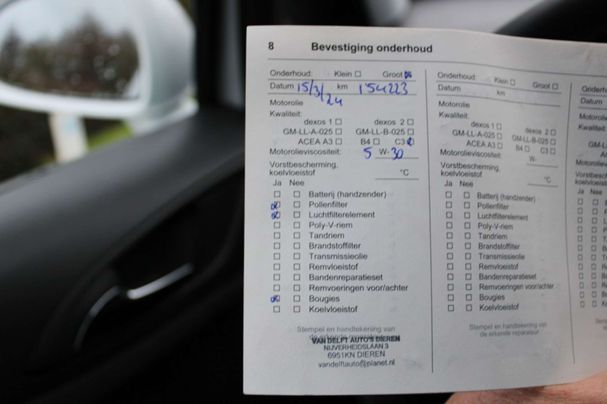 8 Bevestiging onderhoud
Onderhoud: Klein Groot
Datum 15/3/24 km 154223
Motorolie
Kwaliteit:
dexos 1 dexos 2
GM-LL-A-025 GM-LL-B-025
ACEA A3 B4 C3
Motorolieviscositeit: 5 W-30
Vorstbescherming,
koelvloeistof °C
Ja Nee
Batterij (handzender)
Pollenfilter
Luchtfilterelement
Poly-V-riem
Tandriem
Brandstoffilter
Transmissieolie
Remvloeistof
Bandenreparatieset
Remvoeringen voor/achter
Bougies
Koelvloeistof
Stempel en handtekening van
VAN DELFT AUTO'S DIEREN
NIJVERHEIDSLAAN 3
6951KN DIEREN
vandelftauto@planet.nl
Onderhoud: Klein Groot
Datum km
Motorolie
Kwaliteit:
dexos 1 dexos 2
GM-LL-A-025 GM-LL-B-025
ACEA A3 B4 C3
Motorolieviscositeit: W-
Vorstbescherming,
koelvloeistof °C
Ja Nee
Batterij (handzender)
Pollenfilter
Luchtfilterelement
Poly-V-riem
Tandriem
Brandstoffilter
Transmissieolie
Remvloeistof
Bandenreparatieset
Remvoeringen voor/achter
Bougies
Koelvloeistof
Stempel en handtekening van
de erkende reparateur
Datum